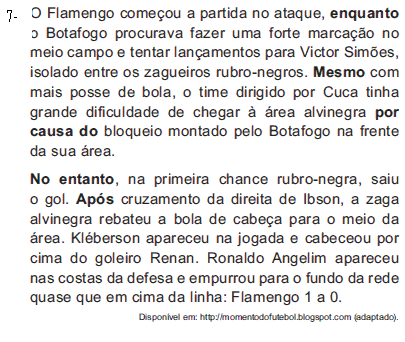 7- O Flamengo começou a partida no ataque, enquanto
o Botafogo procurava fazer uma forte marcação no
meio campo e tentar lançamentos para Victor Simões,
isolado entre os zagueiros rubro-negros. Mesmo com
mais posse de bola, o time dirigido por Cuca tinha
grande dificuldade de chegar à área alvinegra por
causa do bloqueio montado pelo Botafogo na frente
da sua área.
No entanto, na primeira chance rubro-negra, saiu
o gol. Após cruzamento da direita de Ibson, a zaga
alvinegra rebateu a bola de cabeça para o meio da
área. Kléberson apareceu na jogada e cabeceou por
cima do goleiro Renan. Ronaldo Angelim apareceu
nas costas da defesa e empurrou para o fundo da rede
quase que em cima da linha: Flamengo 1 a 0.
Disponível em: http://momentodofutebol.blogspot.com (adaptado).